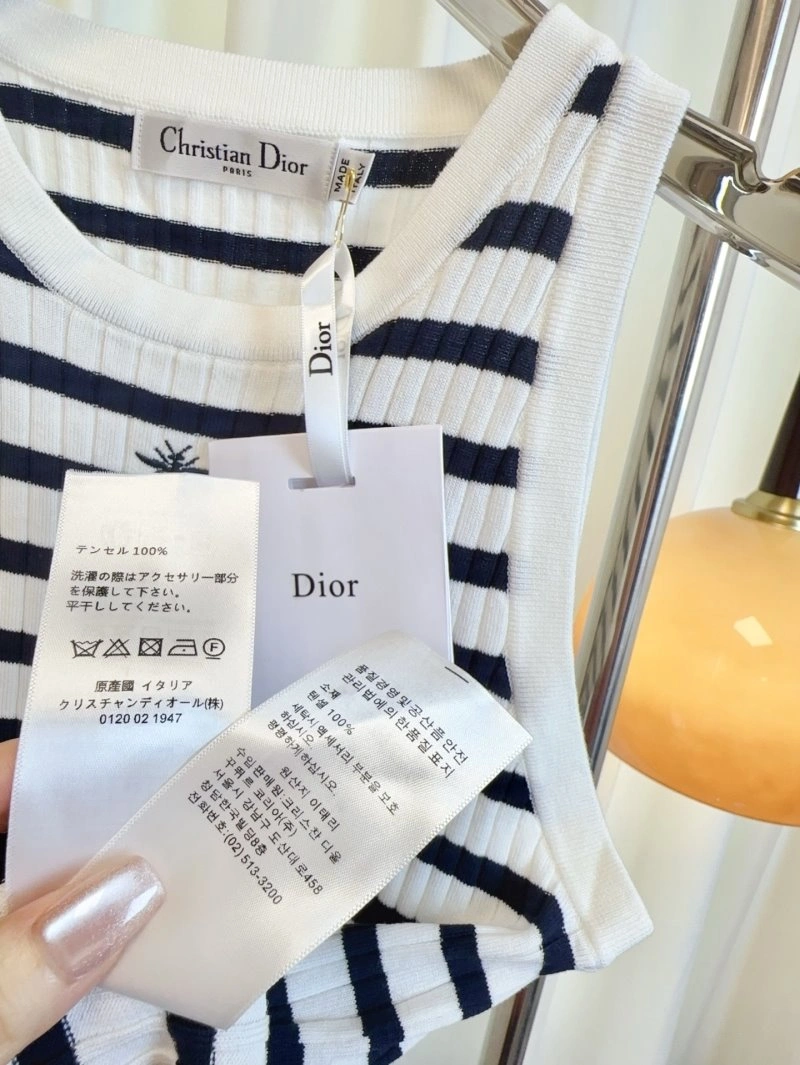 Christian Dior
PARIS
MADE
ITALY
Dior
Dior
テンセル 100%
洗濯の際はアクセサリー部分
を保護して下さい。
平干ししてください。
F
原産國 イタリア
クリスチャンディオール(株)
0120 02 1947
품질경영및공산품안전
관리법에의한품질표지
소재
텐셀 100%
세탁시액세서리 부분을보호
하십시오
평평하게하십시오
원산지 이태리
수입판매원:크리스찬 디올
꾸뛰르 코리아(주)
서울시 강남구 도산대로458
청담한국빌딩8층
전화번호:(02)513-3200